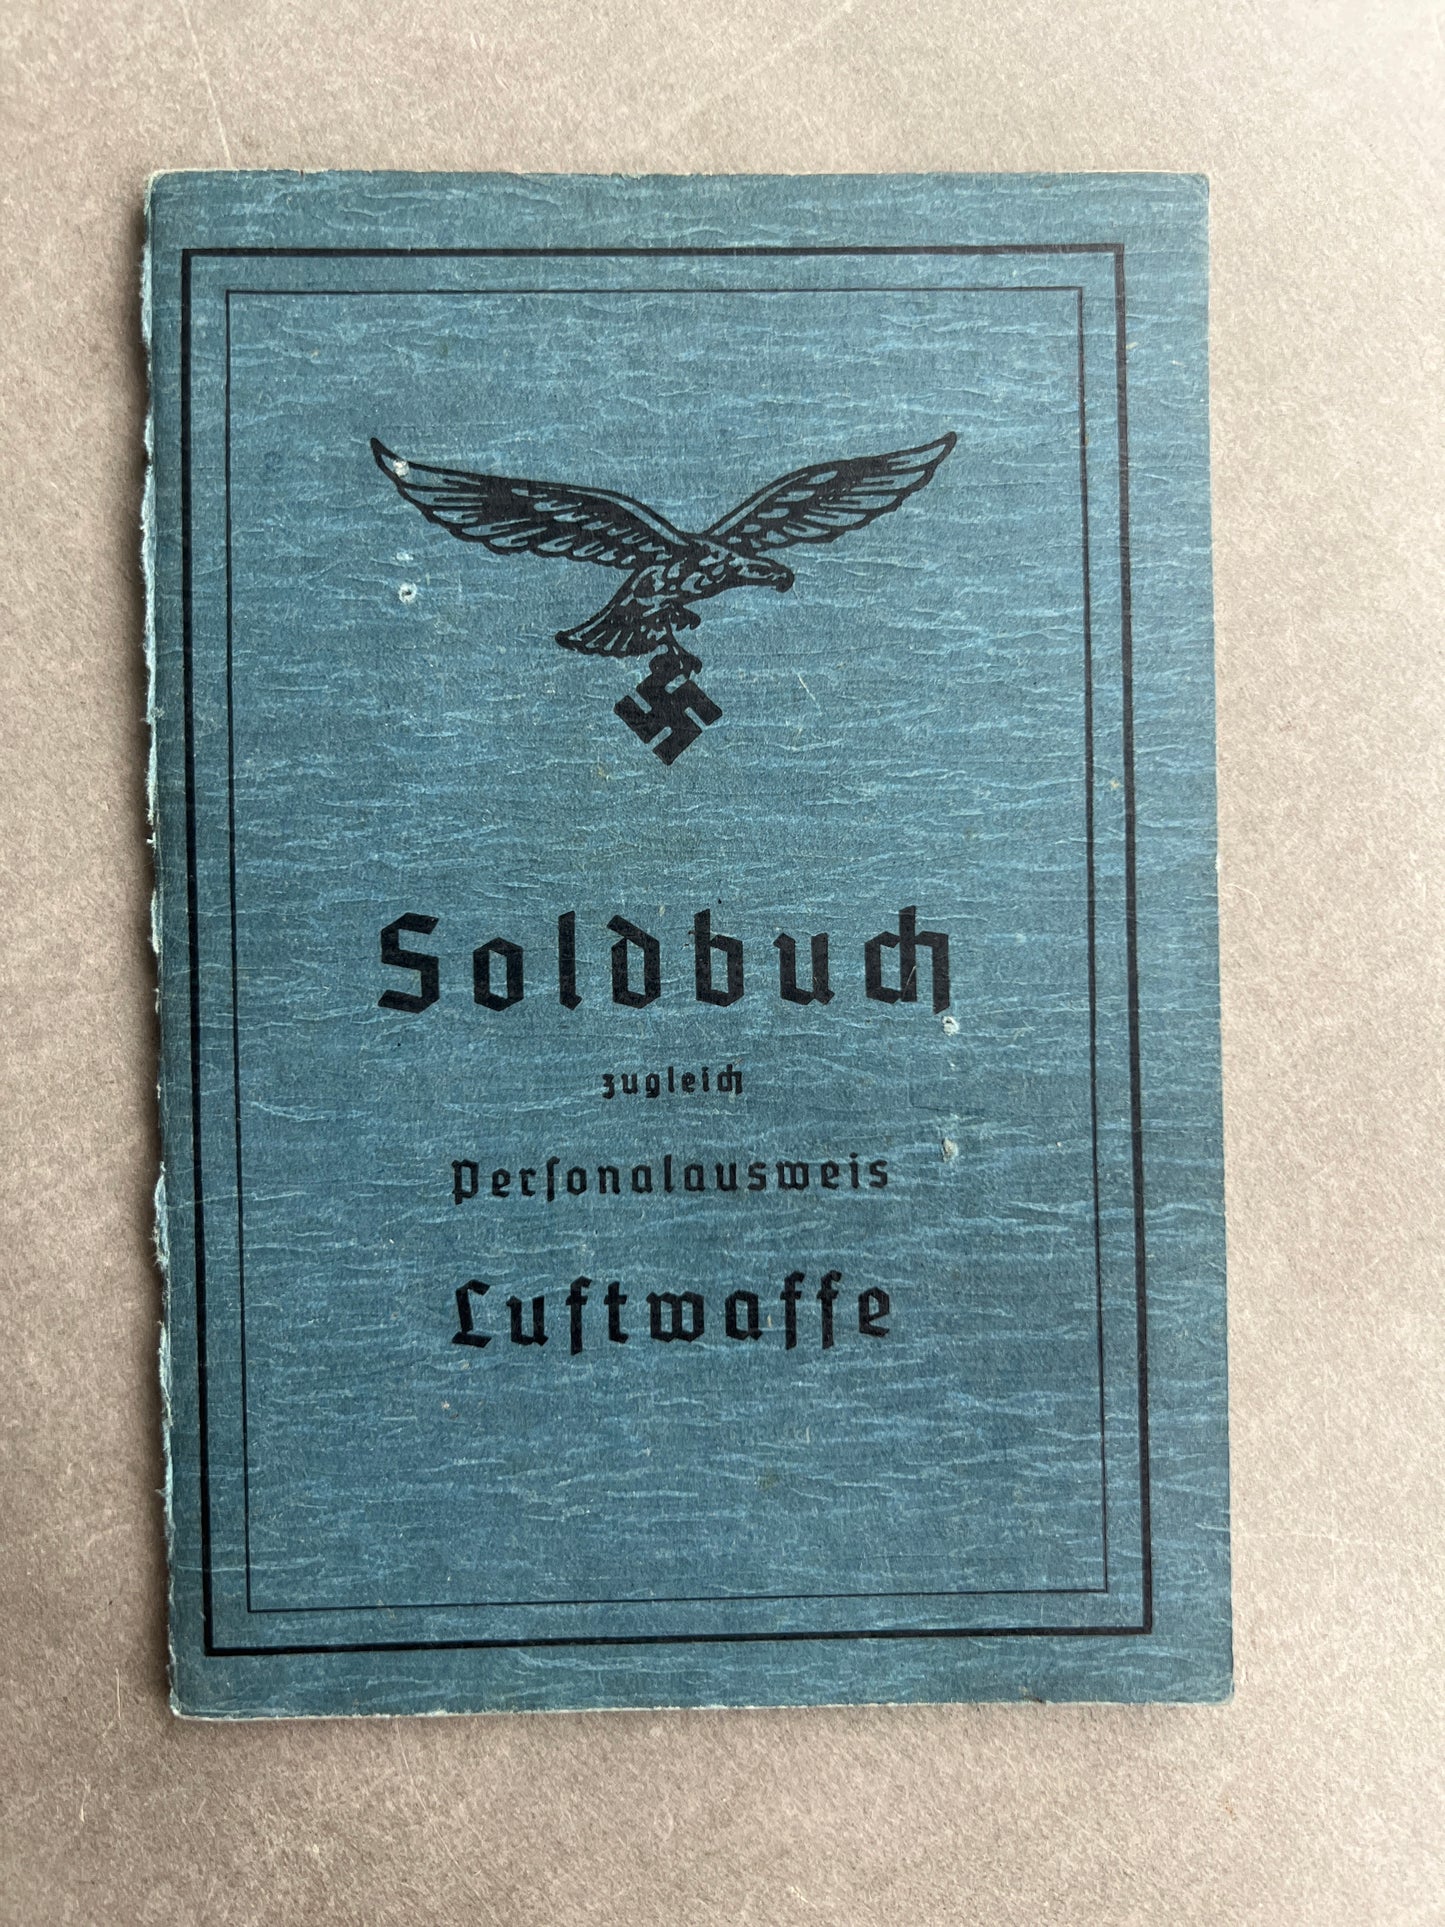 Soldbuch
zugleich
Perſonalausweis
Luftwaffe